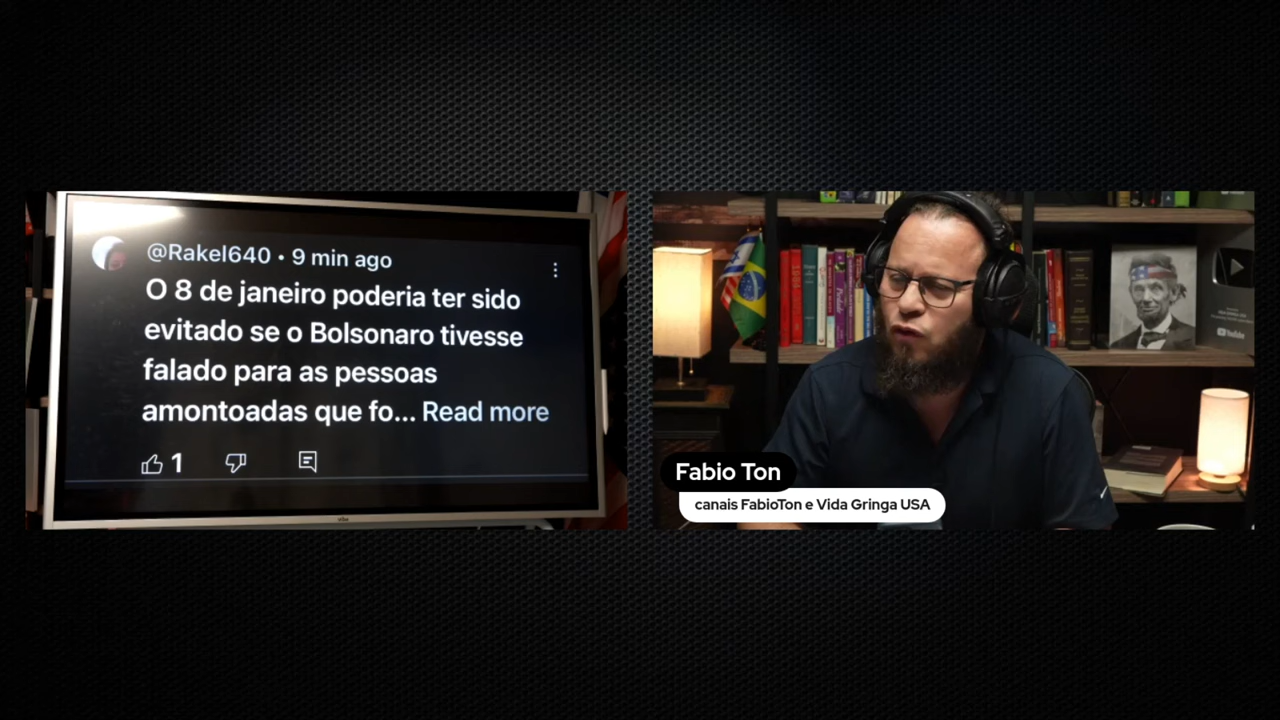 @Rakel640 • 9 min ago
O 8 de janeiro poderia ter sido
evitado se o Bolsonaro tivesse
falado para as pessoas
amontoadas que fo... Read more
1
Fabio Ton
canais FabioTon e Vida Gringa USA
YouTube